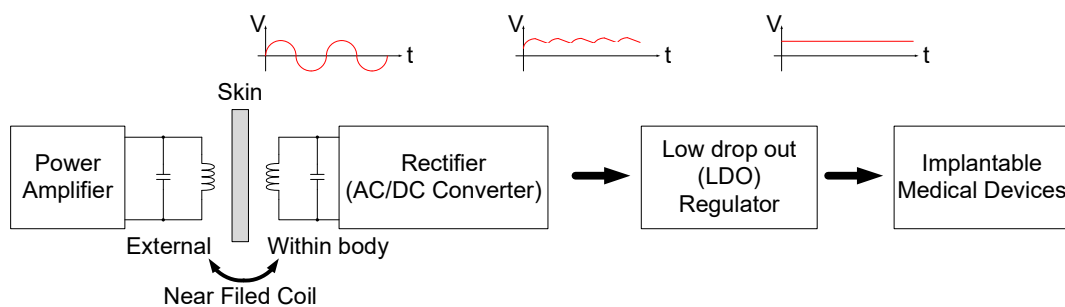 V
t
V
t
V
t
Skin
Power
Amplifier
Rectifier
(AC/DC Converter)
Low drop out
(LDO)
Regulator
Implantable
Medical Devices
External
Within body
Near Filed Coil